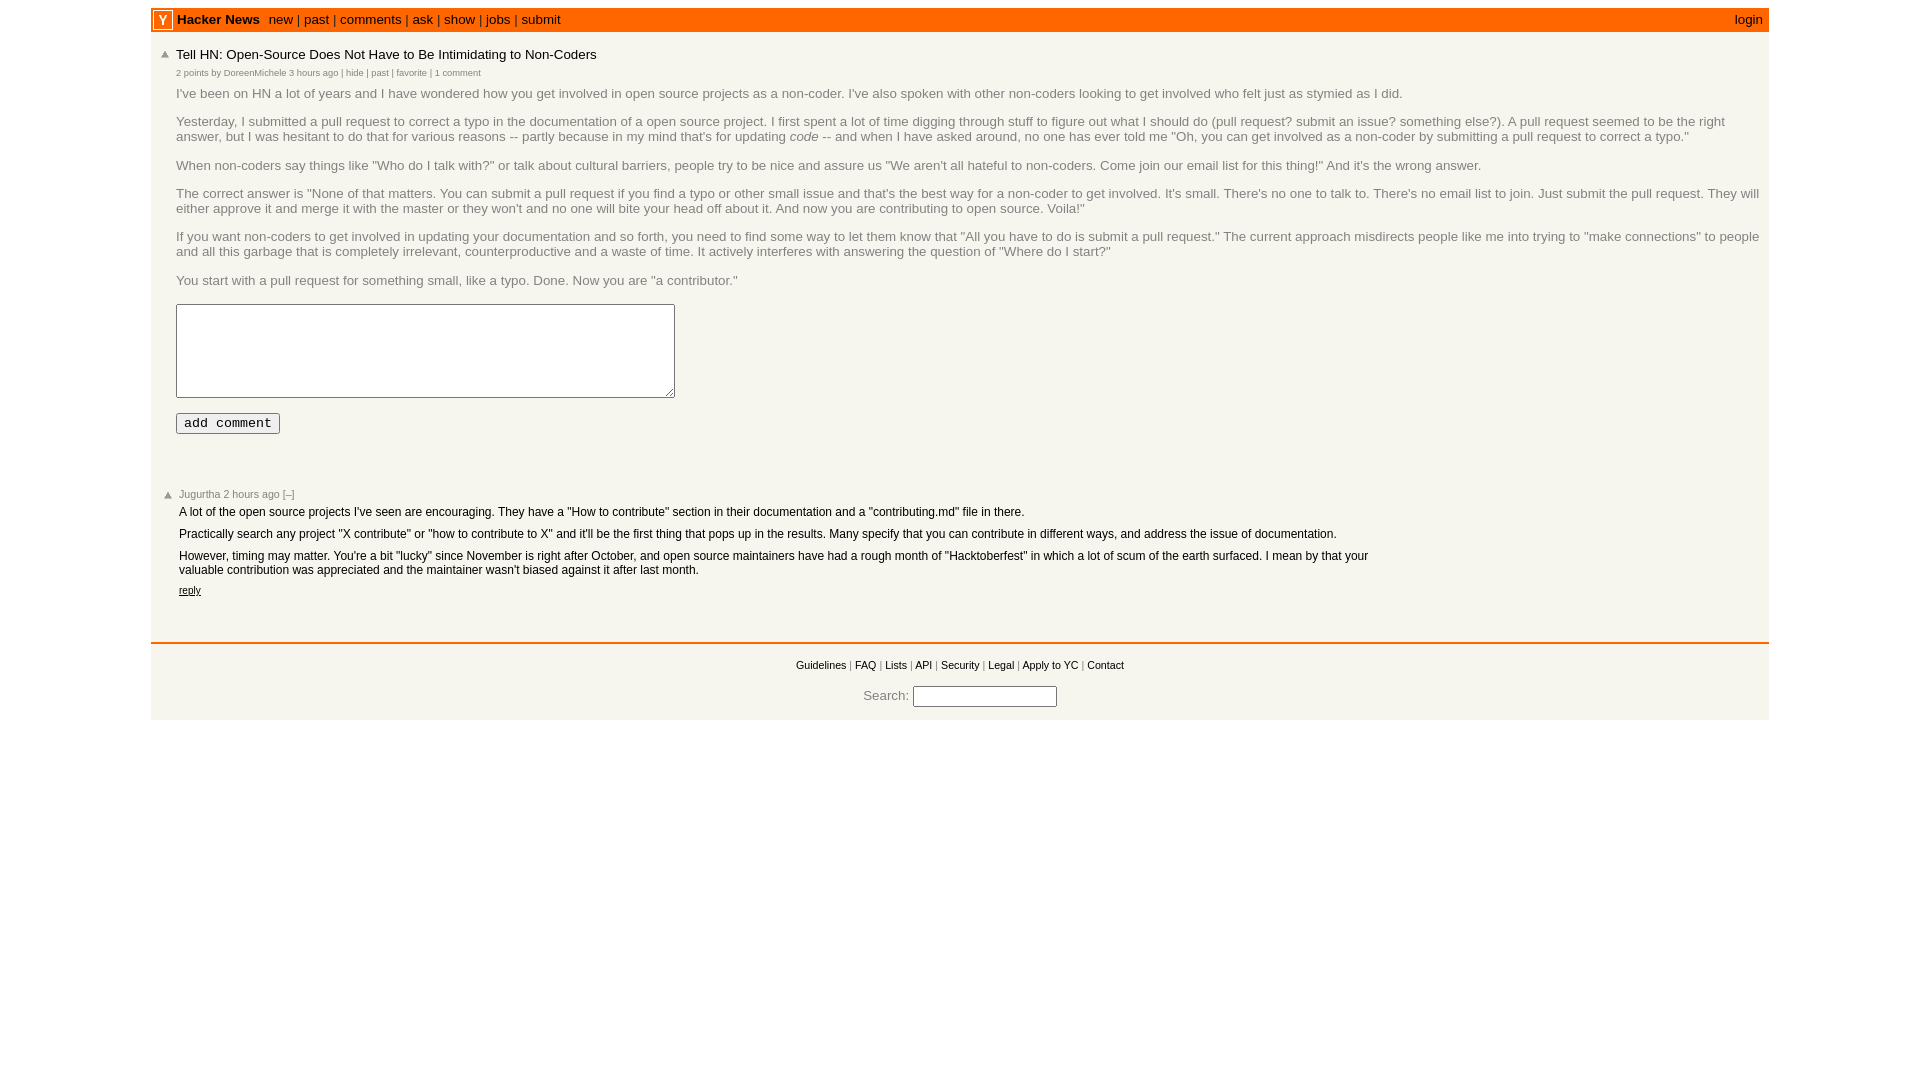 Y Hacker News new | past | comments | ask | show | jobs | submit login
Tell HN: Open-Source Does Not Have to Be Intimidating to Non-Coders
2 points by DoreenMichele 3 hours ago | hide | past | favorite | 1 comment
I've been on HN a lot of years and I have wondered how you get involved in open source projects as a non-coder. I've also spoken with other non-coders looking to get involved who felt just as stymied as I did.
Yesterday, I submitted a pull request to correct a typo in the documentation of a open source project. I first spent a lot of time digging through stuff to figure out what I should do (pull request? submit an issue? something else?). A pull request seemed to be the right
answer, but I was hesitant to do that for various reasons -- partly because in my mind that's for updating code -- and when I have asked around, no one has ever told me "Oh, you can get involved as a non-coder by submitting a pull request to correct a typo."
When non-coders say things like "Who do I talk with?" or talk about cultural barriers, people try to be nice and assure us "We aren't all hateful to non-coders. Come join our email list for this thing!" And it's the wrong answer.
The correct answer is "None of that matters. You can submit a pull request if you find a typo or other small issue and that's the best way for a non-coder to get involved. It's small. There's no one to talk to. There's no email list to join. Just submit the pull request. They will
either approve it and merge it with the master or they won't and no one will bite your head off about it. And now you are contributing to open source. Voila!"
If you want non-coders to get involved in updating your documentation and so forth, you need to find some way to let them know that "All you have to do is submit a pull request." The current approach misdirects people like me into trying to "make connections" to people
and all this garbage that is completely irrelevant, counterproductive and a waste of time. It actively interferes with answering the question of "Where do I start?"
You start with a pull request for something small, like a typo. Done. Now you are "a contributor."
add comment
Jugurtha 2 hours ago [–]
A lot of the open source projects I've seen are encouraging. They have a "How to contribute" section in their documentation and a "contributing.md" file in there.
Practically search any project "X contribute" or "how to contribute to X" and it'll be the first thing that pops up in the results. Many specify that you can contribute in different ways, and address the issue of documentation.
However, timing may matter. You're a bit "lucky" since November is right after October, and open source maintainers have had a rough month of "Hacktoberfest" in which a lot of scum of the earth surfaced. I mean by that your
valuable contribution was appreciated and the maintainer wasn't biased against it after last month.
reply
Guidelines | FAQ | Lists | API | Security | Legal | Apply to YC | Contact
Search: